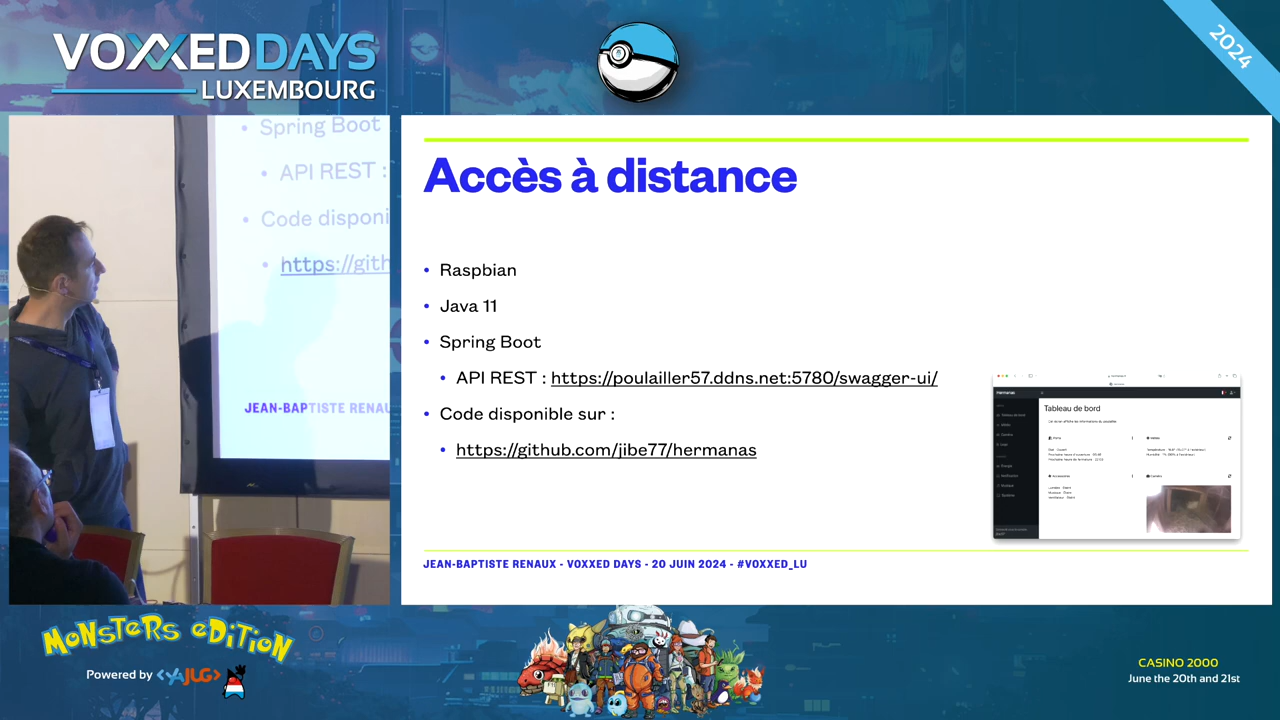 VOXXED DAYS
LUXEMBOURG
2024
Spring Boot
API REST :
Code disponi
https://gith
JEAN-BAPTISTE RENAU
Accès à distance
Raspbian
Java 11
Spring Boot
API REST : https://poulailler57.ddns.net:5780/swagger-ui/
Code disponible sur :
https://github.com/jibe77/hermanas
Tableau de bord
JEAN-BAPTISTE RENAUX - VOXXED DAYS - 20 JUIN 2024 - #VOXXED_LU
MONSTERS EDITION
Powered by <YAJUG>
CASINO 2000
June the 20th and 21st